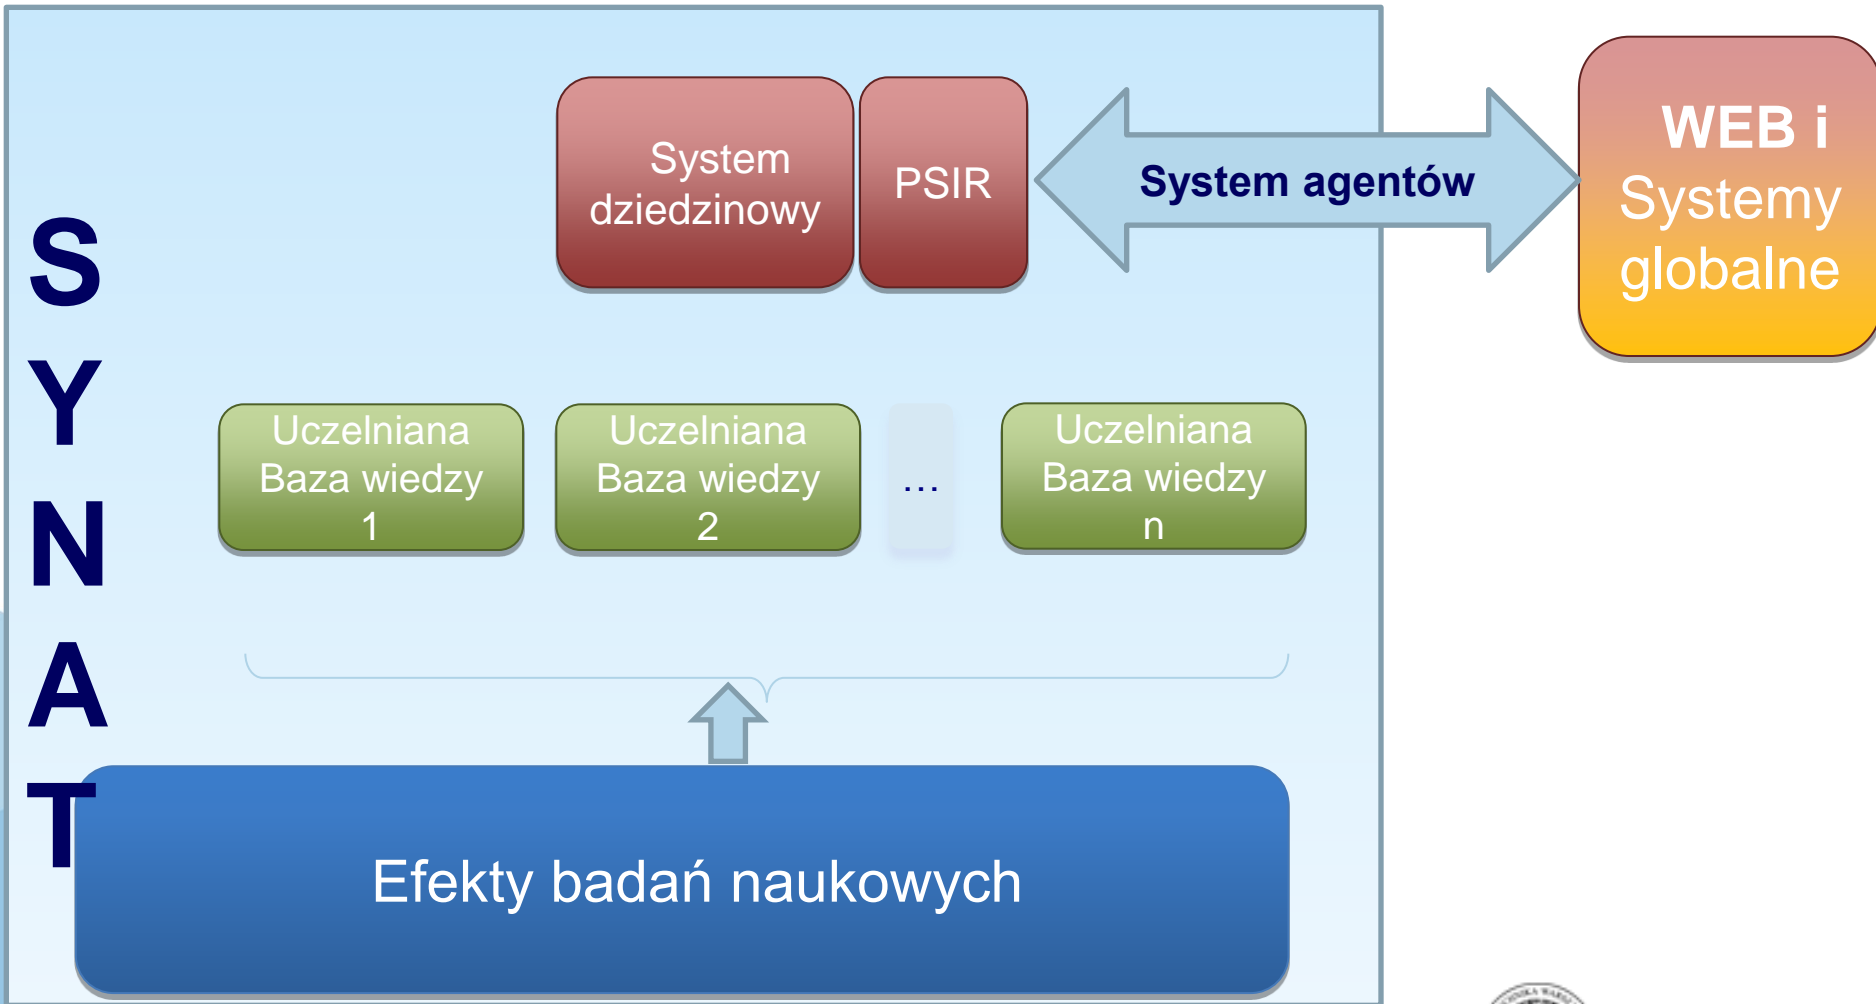 SYNAT
System
dziedzinowy
PSIR
System agentów
WEB i
Systemy
globalne
Uczelniana
Baza wiedzy
1
Uczelniana
Baza wiedzy
2
...
Uczelniana
Baza wiedzy
n
Efekty badań naukowych